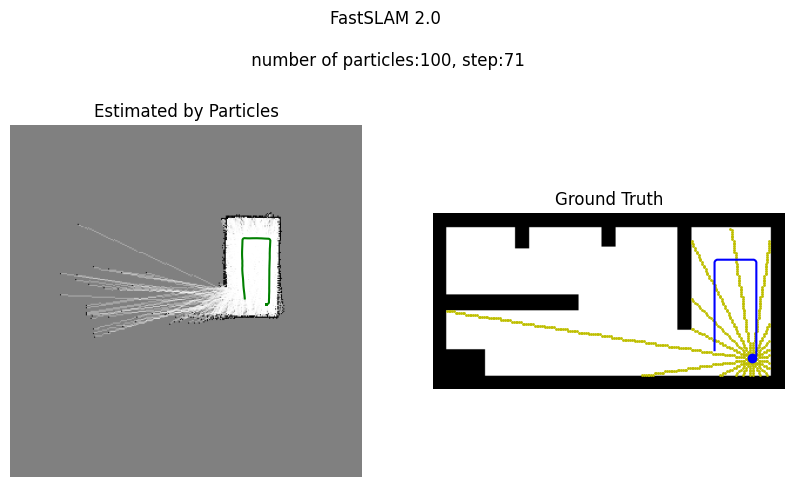 FastSLAM 2.0
number of particles:100, step:71
Estimated by Particles
Ground Truth